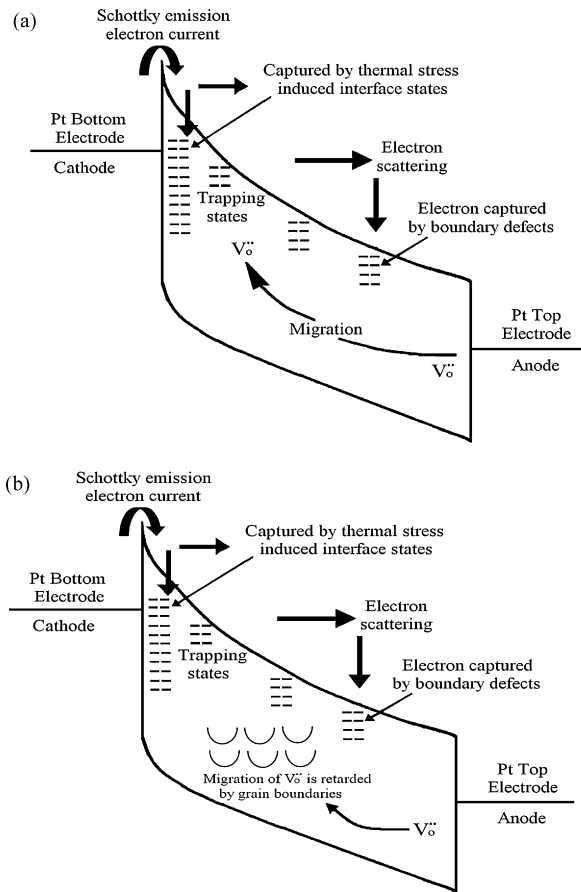 (a)
Schottky emission
electron current
Captured by thermal stress
induced interface states
Pt Bottom
Electrode
Cathode
Electron
scattering
Trapping
states
Electron captured
by boundary defects
V̈o
Migration
V̈o
Pt Top
Electrode
Anode
(b)
Schottky emission
electron current
Captured by thermal stress
induced interface states
Pt Bottom
Electrode
Cathode
Electron
scattering
Trapping
states
Electron captured
by boundary defects
Migration of V̈o is retarded
by grain boundaries
V̈o
Pt Top
Electrode
Anode